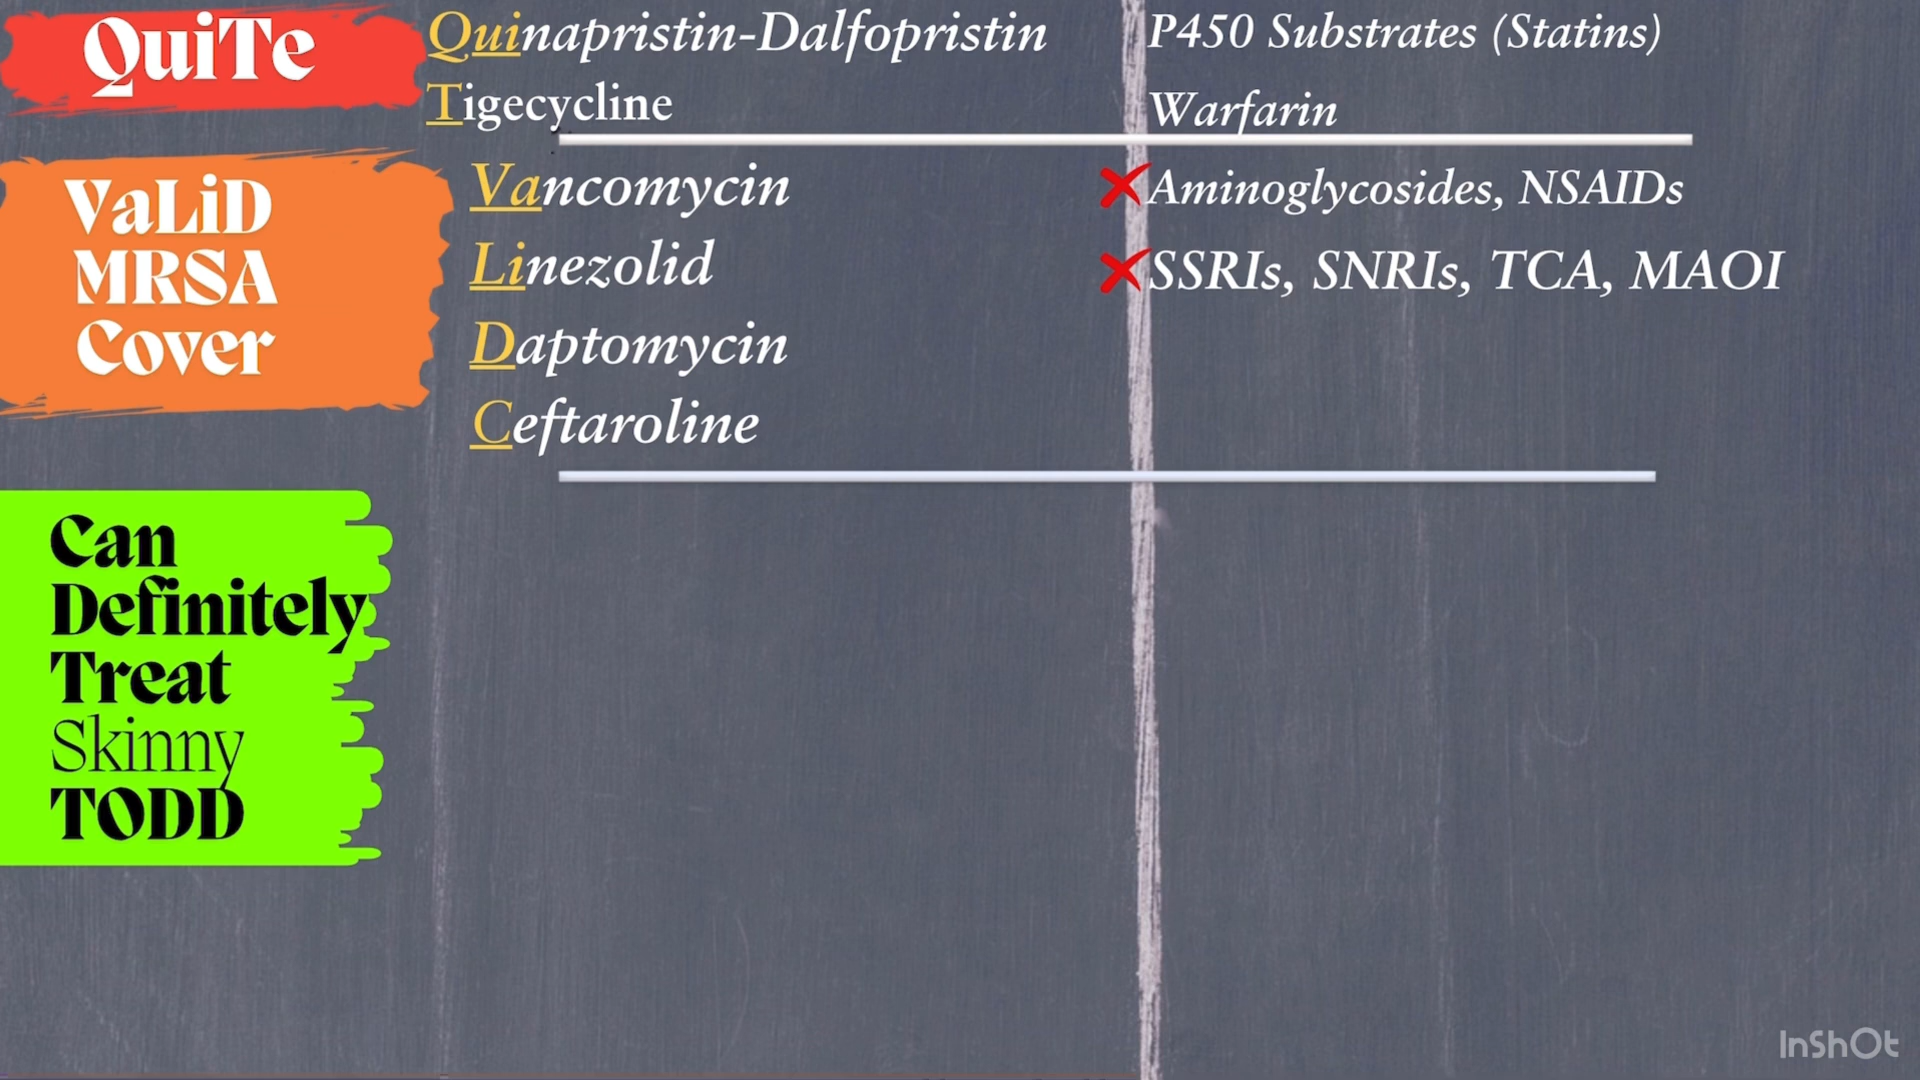 QuiTe
Quinapristin-Dalfopristin
P450 Substrates (Statins)
Tigecycline
Warfarin
VaLiD
MRSA
Cover
Vancomycin
Aminoglycosides, NSAIDs
Linezolid
SSRIs, SNRIs, TCA, MAOI
Daptomycin
Ceftaroline
Can
Definitely
Treat
Skinny
TODD
InShOt